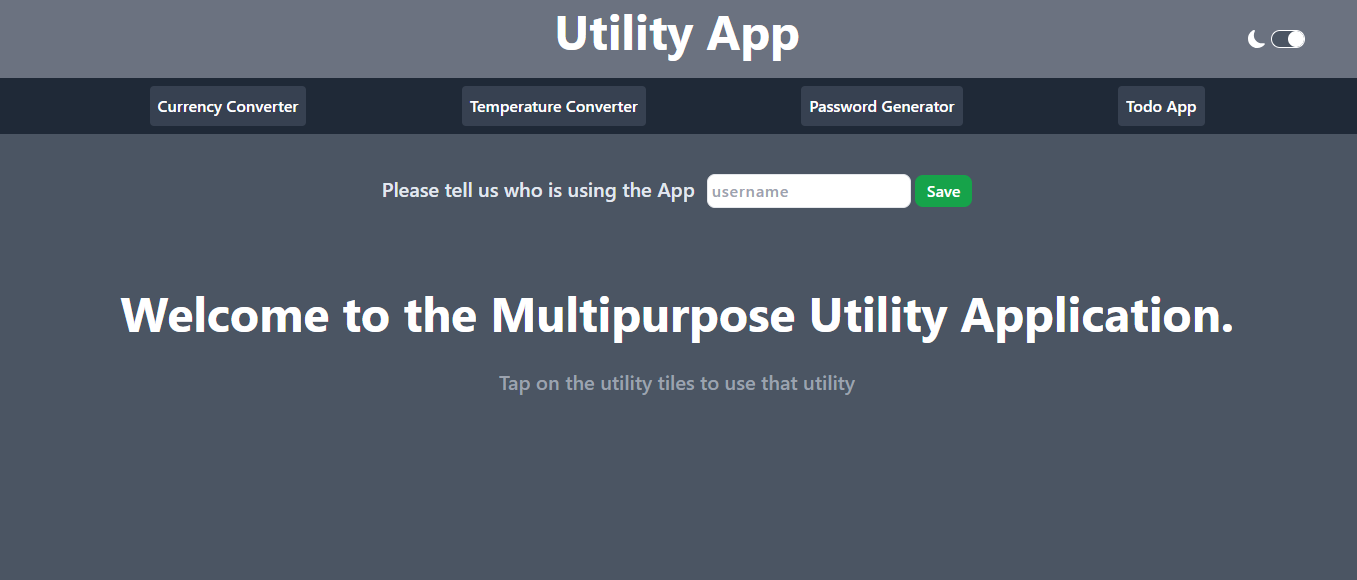 Utility App
Currency Converter
Temperature Converter
Password Generator
Todo App
Please tell us who is using the App
username
Save
Welcome to the Multipurpose Utility Application.
Tap on the utility tiles to use that utility